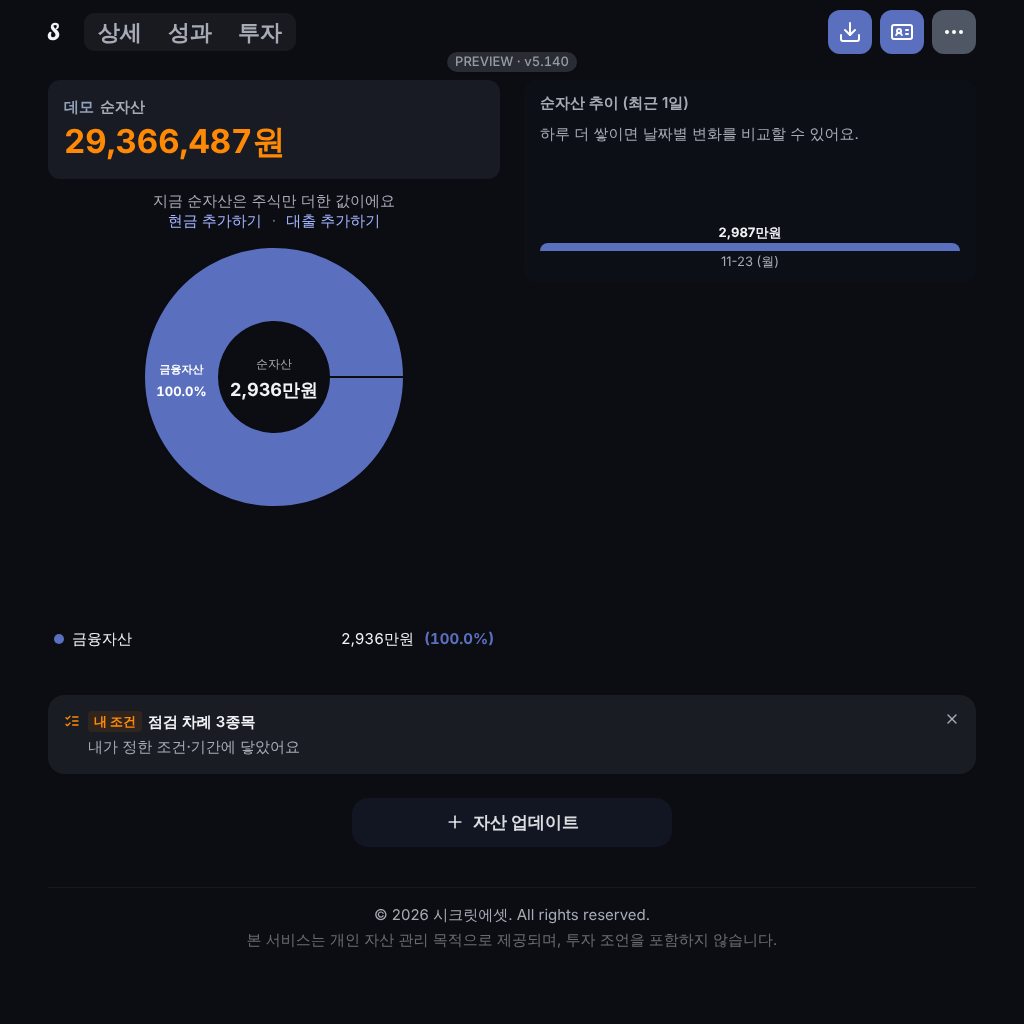 상세 성과 투자
PREVIEW · v5.140
데모 순자산
29,366,487원
지금 순자산은 주식만 더한 값이에요
현금 추가하기 · 대출 추가하기
금융자산
100.0%
순자산
2,936만원
금융자산 2,936만원 (100.0%)
순자산 추이 (최근 1일)
하루 더 쌓이면 날짜별 변화를 비교할 수 있어요.
2,987만원
11-23 (월)
내 조건 점검 차례 3종목
내가 정한 조건·기간에 닿았어요
자산 업데이트
© 2026 시크릿에셋. All rights reserved.
본 서비스는 개인 자산 관리 목적으로 제공되며, 투자 조언을 포함하지 않습니다.